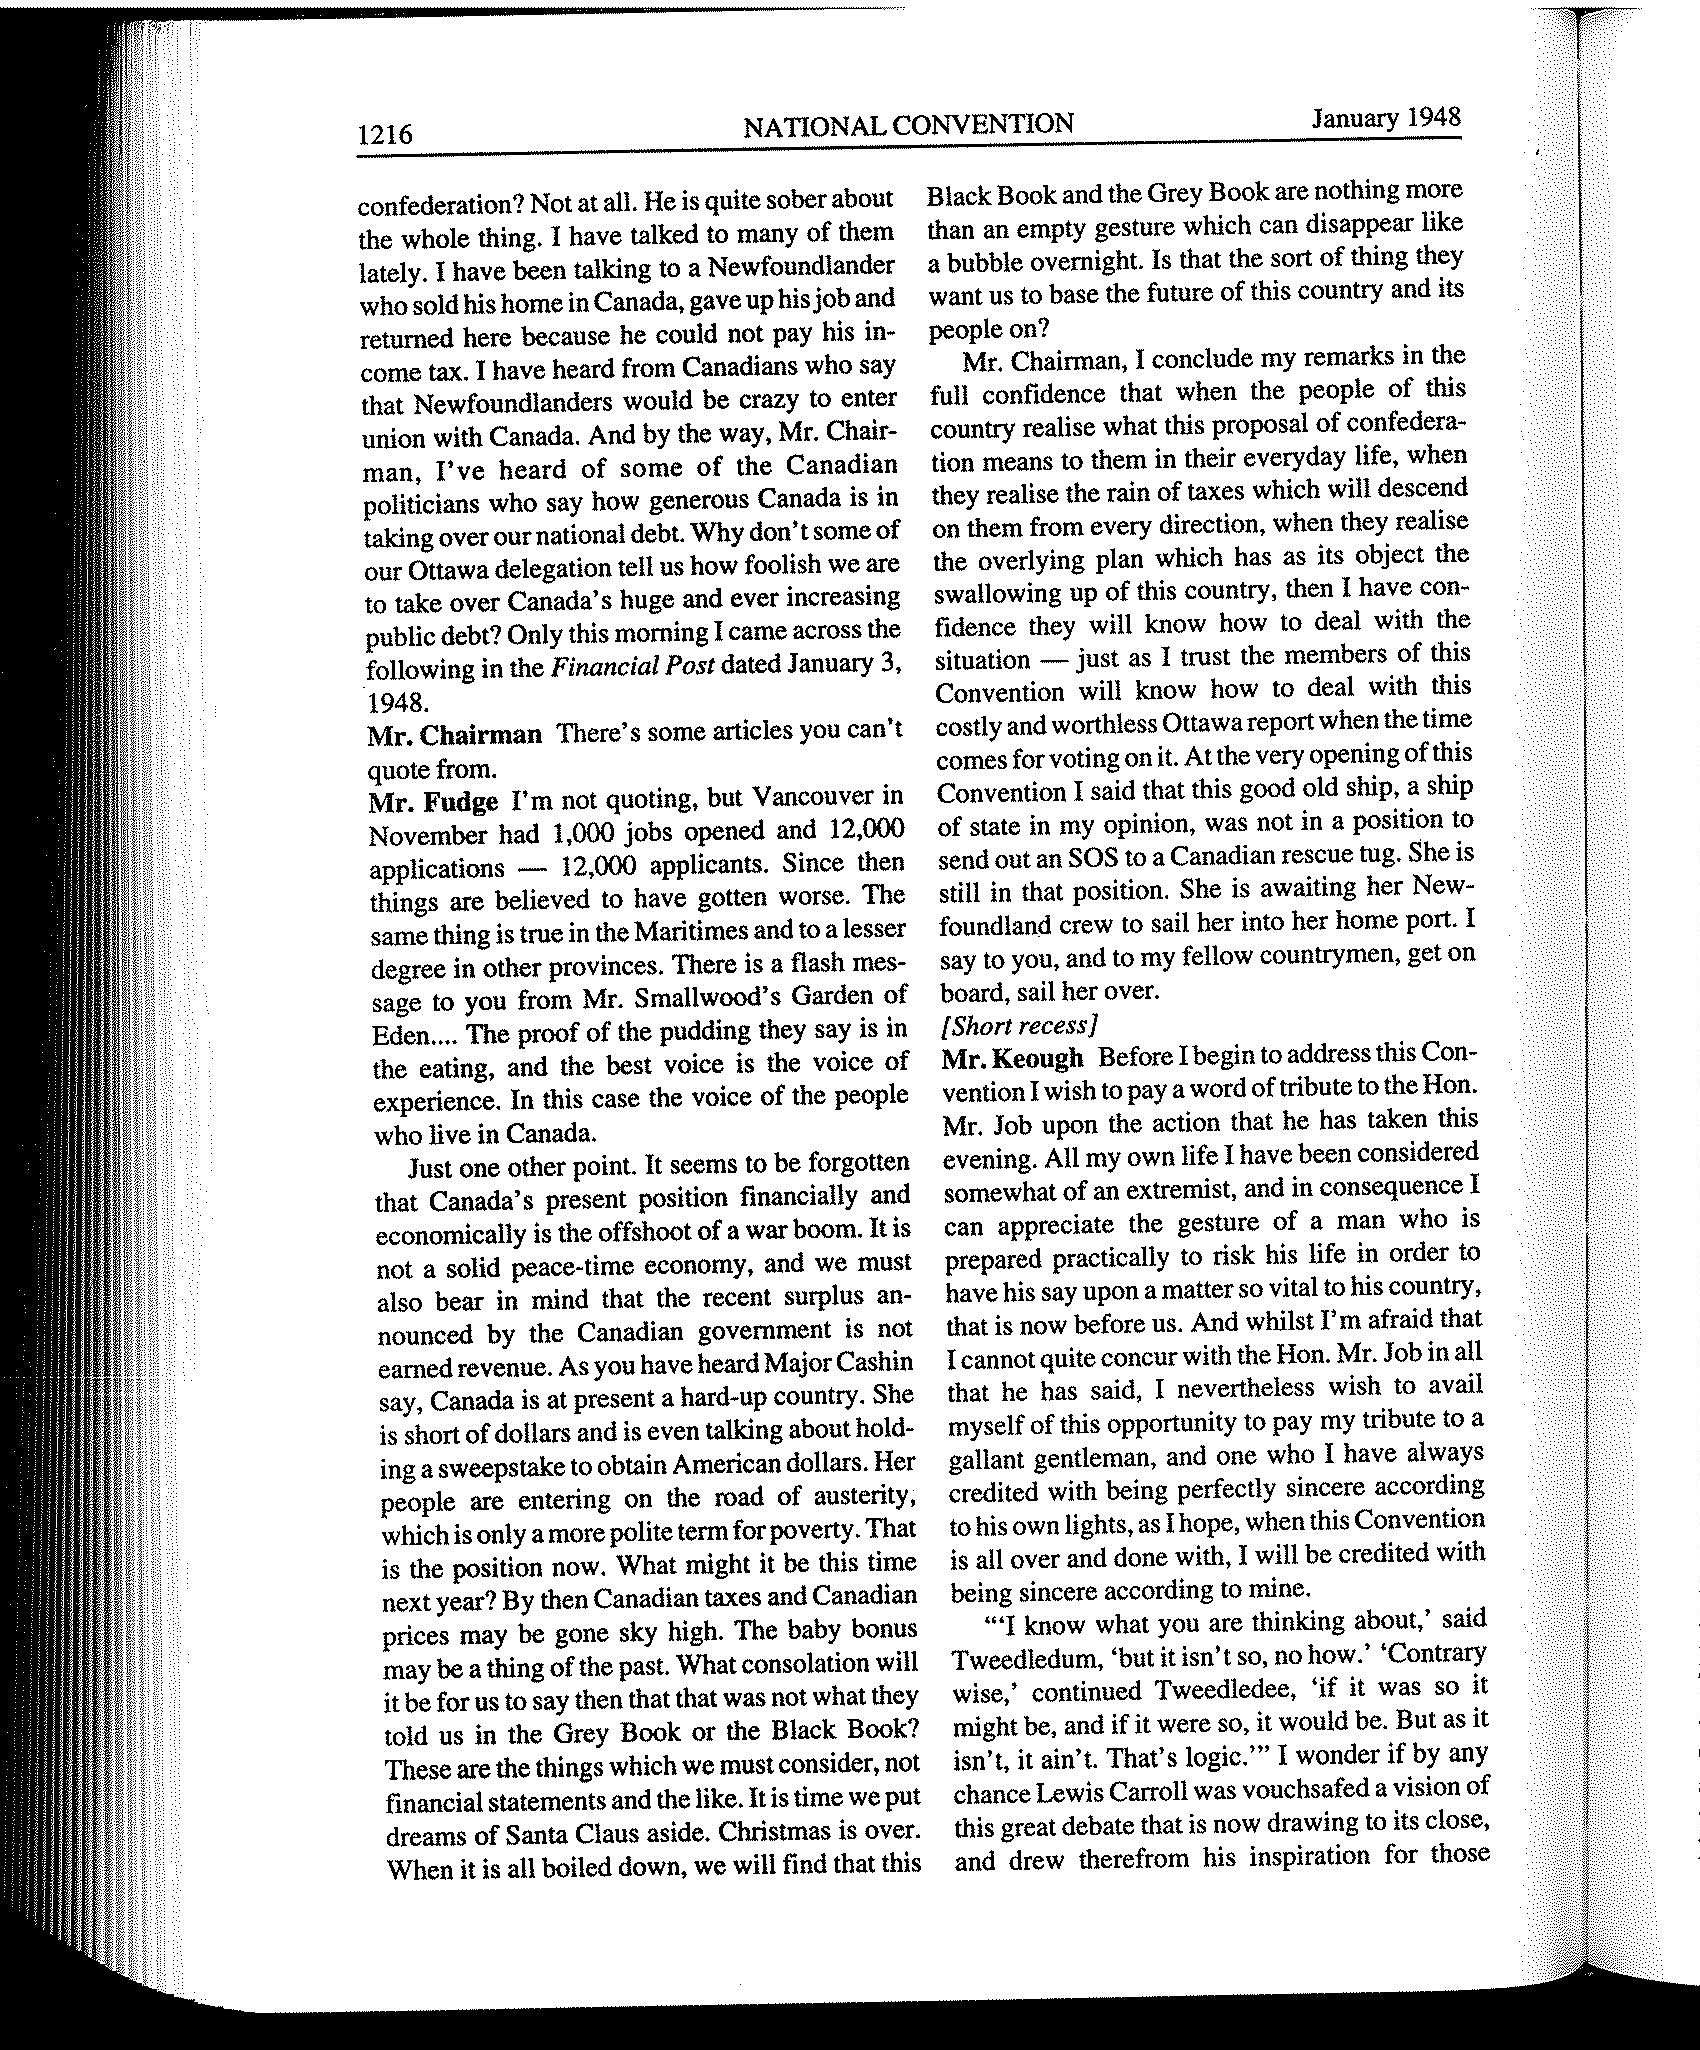 1216
NATIONAL CONVENTION
January 1948
confederation? Not at all. He is quite sober about
the whole thing. I have talked to many of them
lately. I have been talking to a Newfoundlander
who sold his home in Canada, gave up his job and
returned here because he could not pay his in-
come tax. I have heard from Canadians who say
that Newfoundlanders would be crazy to enter
union with Canada. And by the way, Mr. Chair-
man, I've heard of some of the Canadian
politicians who say how generous Canada is in
taking over our national debt. Why don't some of
our Ottawa delegation tell us how foolish we are
to take over Canada's huge and ever increasing
public debt? Only this morning I came across the
following in the Financial Post dated January 3,
1948.
Mr. Chairman There's some articles you can't
quote from.
Mr. Fudge I'm not quoting, but Vancouver in
November had 1,000 jobs opened and 12,000
applications — 12,000 applicants. Since then
things are believed to have gotten worse. The
same thing is true in the Maritimes and to a lesser
degree in other provinces. There is a flash mes-
sage to you from Mr. Smallwood's Garden of
Eden.... The proof of the pudding they say is in
the eating, and the best voice is the voice of
experience. In this case the voice of the people
who live in Canada.
Just one other point. It seems to be forgotten
that Canada's present position financially and
economically is the offshoot of a war boom. It is
not a solid peace-time economy, and we must
also bear in mind that the recent surplus an-
nounced by the Canadian government is not
earned revenue. As you have heard Major Cashin
say, Canada is at present a hard-up country. She
is short of dollars and is even talking about hold-
ing a sweepstake to obtain American dollars. Her
people are entering on the road of austerity,
which is only a more polite term for poverty. That
is the position now. What might it be this time
next year? By then Canadian taxes and Canadian
prices may be gone sky high. The baby bonus
may be a thing of the past. What consolation will
it be for us to say then that that was not what they
told us in the Grey Book or the Black Book?
These are the things which we must consider, not
financial statements and the like. It is time we put
dreams of Santa Claus aside. Christmas is over.
When it is all boiled down, we will find that this
Black Book and the Grey Book are nothing more
than an empty gesture which can disappear like
a bubble overnight. Is that the sort of thing they
want us to base the future of this country and its
people on?
Mr. Chairman, I conclude my remarks in the
full confidence that when the people of this
country realise what this proposal of confedera-
tion means to them in their everyday life, when
they realise the rain of taxes which will descend
on them from every direction, when they realise
the overlying plan which has as its object the
swallowing up of this country, then I have con-
fidence they will know how to deal with the
situation — just as I trust the members of this
Convention will know how to deal with this
costly and worthless Ottawa report when the time
comes for voting on it. At the very opening of this
Convention I said that this good old ship, a ship
of state in my opinion, was not in a position to
send out an SOS to a Canadian rescue tug. She is
still in that position. She is awaiting her New-
foundland crew to sail her into her home port. I
say to you, and to my fellow countrymen, get on
board, sail her over.
[Short recess]
Mr. Keough Before I begin to address this Con-
vention I wish to pay a word of tribute to the Hon.
Mr. Job upon the action that he has taken this
evening. All my own life I have been considered
somewhat of an extremist, and in consequence I
can appreciate the gesture of a man who is
prepared practically to risk his life in order to
have his say upon a matter so vital to his country,
that is now before us. And whilst I'm afraid that
I cannot quite concur with the Hon. Mr. Job in all
that he has said, I nevertheless wish to avail
myself of this opportunity to pay my tribute to a
gallant gentleman, and one who I have always
credited with being perfectly sincere according
to his own lights, as I hope, when this Convention
is all over and done with, I will be credited with
being sincere according to mine.
"'I know what you are thinking about,' said
Tweedledum, 'but it isn't so, no how.' 'Contrary
wise,' continued Tweedledee, 'if it was so it
might be, and if it were so, it would be. But as it
isn't, it ain't. That's logic.'" I wonder if by any
chance Lewis Carroll was vouchsafed a vision of
this great debate that is now drawing to its close,
and drew therefrom his inspiration for those